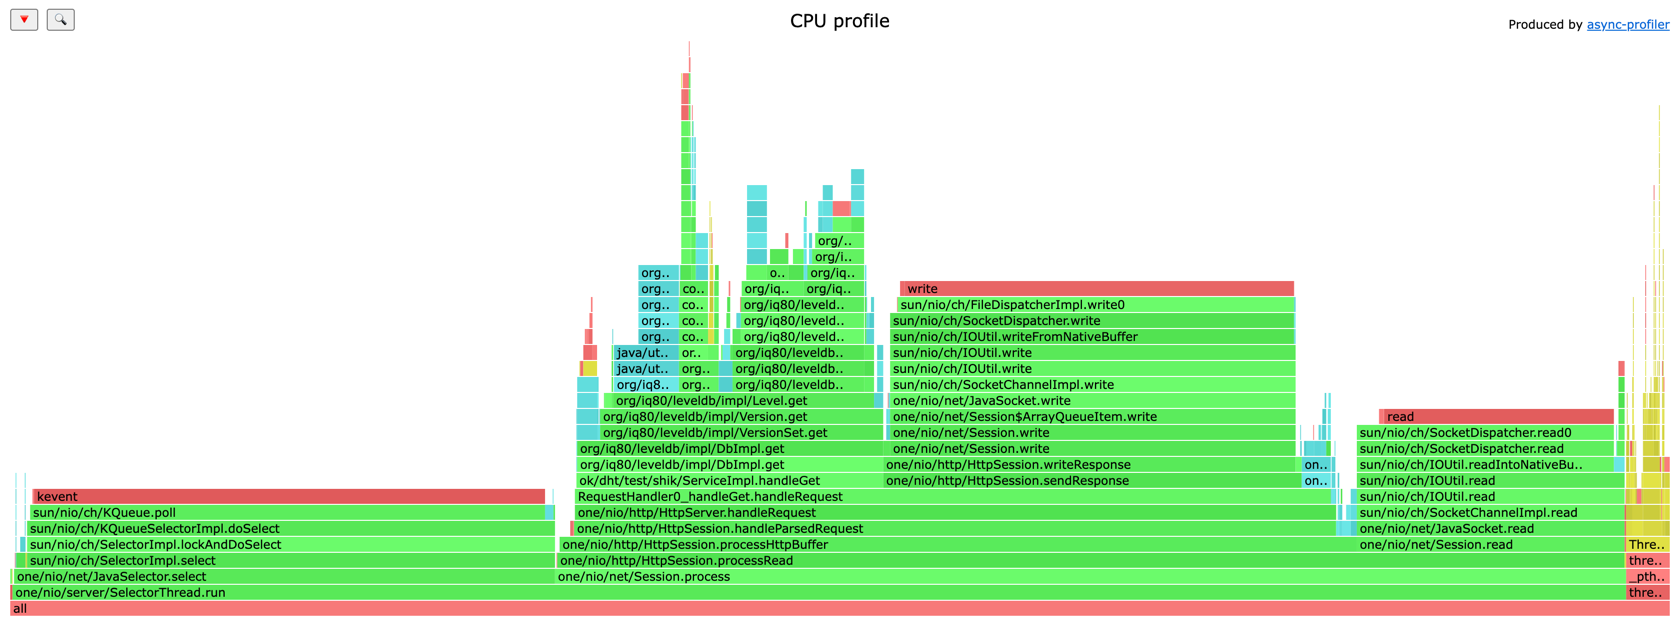 CPU profile
Produced by async-profiler
org/..
org/i..
org.. o.. org/iq..
org.. co.. org/iq.. org/iq.. write
org.. co.. org/iq80/leveld.. sun/nio/ch/FileDispatcherImpl.write0
org.. co.. org/iq80/leveld.. sun/nio/ch/SocketDispatcher.write
org.. co.. org/iq80/leveld.. sun/nio/ch/IOUtil.writeFromNativeBuffer
java/ut.. or.. org/iq80/leveldb.. sun/nio/ch/IOUtil.write
java/ut.. org.. org/iq80/leveldb.. sun/nio/ch/IOUtil.write
org/iq8.. org.. org/iq80/leveldb.. sun/nio/ch/SocketChannelImpl.write
org/iq80/leveldb/impl/Level.get one/nio/net/JavaSocket.write
org/iq80/leveldb/impl/Version.get one/nio/net/Session$ArrayQueueItem.write read
org/iq80/leveldb/impl/VersionSet.get one/nio/net/Session.write sun/nio/ch/SocketDispatcher.read0
org/iq80/leveldb/impl/DbImpl.get one/nio/net/Session.write sun/nio/ch/SocketDispatcher.read
org/iq80/leveldb/impl/DbImpl.get one/nio/http/HttpSession.writeResponse on.. sun/nio/ch/IOUtil.readIntoNativeBu..
ok/dht/test/shik/ServiceImpl.handleGet one/nio/http/HttpSession.sendResponse on.. sun/nio/ch/IOUtil.read
kevent RequestHandler0_handleGet.handleRequest sun/nio/ch/IOUtil.read
sun/nio/ch/KQueue.poll one/nio/http/HttpServer.handleRequest sun/nio/ch/SocketChannelImpl.read
sun/nio/ch/KQueueSelectorImpl.doSelect one/nio/http/HttpSession.handleParsedRequest one/nio/net/JavaSocket.read
sun/nio/ch/SelectorImpl.lockAndDoSelect one/nio/http/HttpSession.processHttpBuffer one/nio/net/Session.read Thre..
sun/nio/ch/SelectorImpl.select one/nio/http/HttpSession.processRead thre..
one/nio/net/JavaSelector.select one/nio/net/Session.process _pth..
one/nio/server/SelectorThread.run thre..
all